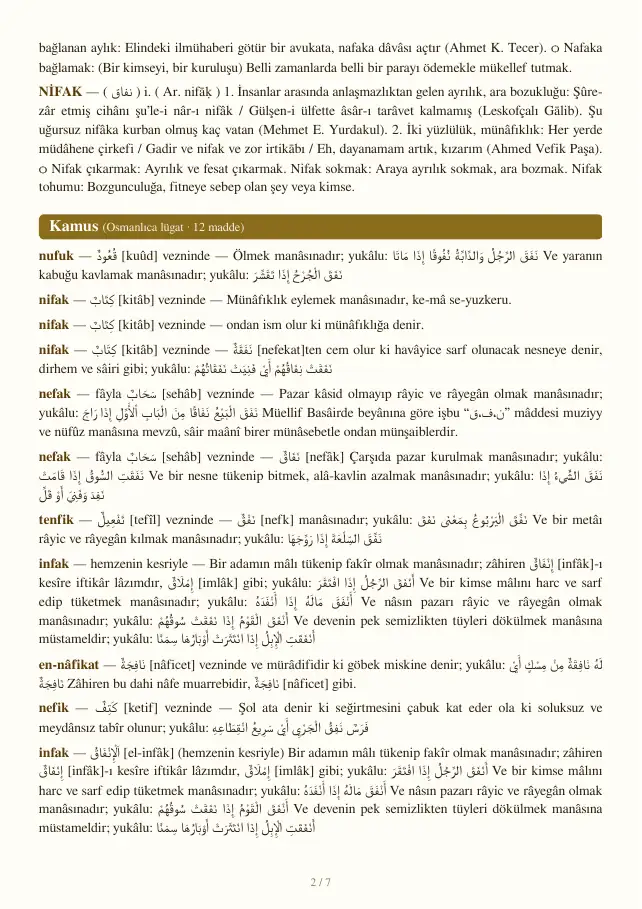 bağlanan aylık: Elindeki ilmühaberi götür bir avukata, nafaka dâvâsı açtır (Ahmet K. Tecer). ○ Nafaka
bağlamak: (Bir kimseyi, bir kuruluşu) Belli zamanlarda belli bir parayı ödemekle mükellef tutmak.
NİFAK — ( نفاق ) i. ( Ar. nifāḳ ) 1. İnsanlar arasında anlaşmazlıktan gelen ayrılık, ara bozukluğu: Şûre-
zâr etmiş cihânı şu'le-i nâr-ı nifâk / Gülşen-i ülfette âsâr-ı tarâvet kalmamış (Leskofçalı Gālib). Şu
uğursuz nifâka kurban olmuş kaç vatan (Mehmet E. Yurdakul). 2. İki yüzlülük, münâfıklık: Her yerde
müdâhene çirkefi / Gadir ve nifak ve zor irtikâbı / Eh, dayanamam artık, kızarım (Ahmed Vefik Paşa).
○ Nifak çıkarmak: Ayrılık ve fesat çıkarmak. Nifak sokmak: Araya ayrılık sokmak, ara bozmak. Nifak
tohumu: Bozgunculuğa, fitneye sebep olan şey veya kimse.
Kamus (Osmanlıca lügat · 12 madde)
nufuk — قُعُودٌ [kuûd] vezninde — Ölmek manâsınadır; yukâlu: نَفَقَ الرَّجُلُ وَالدَّابَّةُ نُفُوقًا إِذَا مَاتَا Ve yaranın
kabuğu kavlamak manâsınadır; yukâlu: نَفَقَ الْجُرْحُ إِذَا تَقَشَّرَ
nifak — كِتَابٌ [kitâb] vezninde — Münâfıklık eylemek manâsınadır, ke-mâ se-yuzkeru.
nifak — كِتَابٌ [kitâb] vezninde — ondan ism olur ki münâfıklığa denir.
nifak — كِتَابٌ [kitâb] vezninde — نَفَقَةٌ [nefekat]ten cem olur ki havâyice sarf olunacak nesneye denir,
dirhem ve sâiri gibi; yukâlu: نَفَقَتْ نِفَاقُهُمْ أَيْ فَنِيَتْ نَفَقَاتُهُمْ
nefak — fâyla سَحَابٌ [sehâb] vezninde — Pazar kâsid olmayıp râyic ve râyegân olmak manâsınadır;
yukâlu: نَفَقَ الْبَيْعُ نَفَاقًا مِنَ الْبَابِ الْأَوَّلِ إِذَا رَاجَ Müellif Basâirde beyânına göre işbu “ن،ف،ق” mâddesi muziyy
ve nüfûz manâsına mevzû, sâir maânî birer münâsebetle ondan münşaiblerdir.
nefak — fâyla سَحَابٌ [sehâb] vezninde — نَفَاقٌ [nefâk] Çarşıda pazar kurulmak manâsınadır; yukâlu:
نَفَقَتِ السُّوقُ إِذَا قَامَتْ Ve bir nesne tükenip bitmek, alâ-kavlin azalmak manâsınadır; yukâlu: نَفَقَ الشَّيْءُ إِذَا
نَفِدَ وَفَنِيَ أَوْ قَلَّ
tenfik — تَفْعِيلٌ [tefîl] vezninde — نَفْقٌ [nefk] manâsınadır; yukâlu: نَفَّقَ الْيَرْبُوعُ بِمَعْنَى نَفَقَ Ve bir metâı
râyic ve râyegân kılmak manâsınadır; yukâlu: نَفَّقَ السِّلْعَةَ إِذَا رَوَّجَهَا
infak — hemzenin kesriyle — Bir adamın mâlı tükenip fakîr olmak manâsınadır; zâhiren إِنْفَاقٌ [infâk]-ı
kesîre iftikâr lâzımdır, إِمْلَاقٌ [imlâk] gibi; yukâlu: أَنْفَقَ الرَّجُلُ إِذَا افْتَقَرَ Ve bir kimse mâlını harc ve sarf
edip tüketmek manâsınadır; yukâlu: أَنْفَقَ مَالَهُ إِذَا أَنْفَدَهُ Ve nâsın pazarı râyic ve râyegân olmak
manâsınadır; yukâlu: أَنْفَقَ الْقَوْمُ إِذَا نَفَقَتْ سُوقُهُمْ Ve devenin pek semizlikten tüyleri dökülmek manâsına
müstameldir; yukâlu: أَنْفَقَتِ الْإِبِلُ إِذَا انْتَثَرَتْ أَوْبَارُهَا سِمَنًا
en-nâfikat — نَافِجَةٌ [nâficet] vezninde ve mürâdifidir ki göbek miskine denir; yukâlu: لَهُ نَافِقَةٌ مِنْ مِسْكٍ أَيْ
نَافِجَةٌ Zâhiren bu dahi nâfe muarrebidir, نَافِجَةٌ [nâficet] gibi.
nefik — كَتِفٌ [ketif] vezninde — Şol ata denir ki seğirtmesini çabuk kat eder ola ki soluksuz ve
meydânsız tabîr olunur; yukâlu: فَرَسٌ نَفِقُ الْجَرْيِ أَيْ سَرِيعُ انْقِطَاعِهِ
infak — اَلْإِنْفَاقُ [el-infâk] (hemzenin kesriyle) Bir adamın mâlı tükenip fakîr olmak manâsınadır; zâhiren
إِنْفَاقٌ [infâk]-ı kesîre iftikâr lâzımdır, إِمْلَاقٌ [imlâk] gibi; yukâlu: أَنْفَقَ الرَّجُلُ إِذَا افْتَقَرَ Ve bir kimse mâlını
harc ve sarf edip tüketmek manâsınadır; yukâlu: أَنْفَقَ مَالَهُ إِذَا أَنْفَدَهُ Ve nâsın pazarı râyic ve râyegân olmak
manâsınadır; yukâlu: أَنْفَقَ الْقَوْمُ إِذَا نَفَقَتْ سُوقُهُمْ Ve devenin pek semizlikten tüyleri dökülmek manâsına
müstameldir; yukâlu: أَنْفَقَتِ الْإِبِلُ إِذَا انْتَثَرَتْ أَوْبَارُهَا سِمَنًا
2 / 7